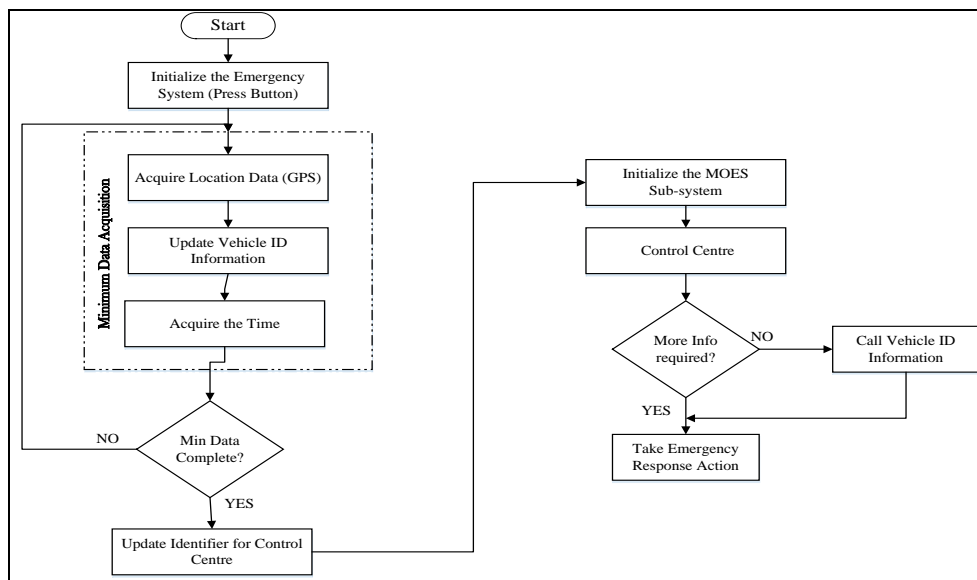 Start
Initialize the Emergency
System (Press Button)
Minimum Data Acquisition
Acquire Location Data (GPS)
Update Vehicle ID
Information
Acquire the Time
NO
Min Data
Complete?
YES
Update Identifier for Control
Centre
Initialize the MOES
Sub-system
Control Centre
More Info
required?
NO
Call Vehicle ID
Information
YES
Take Emergency
Response Action